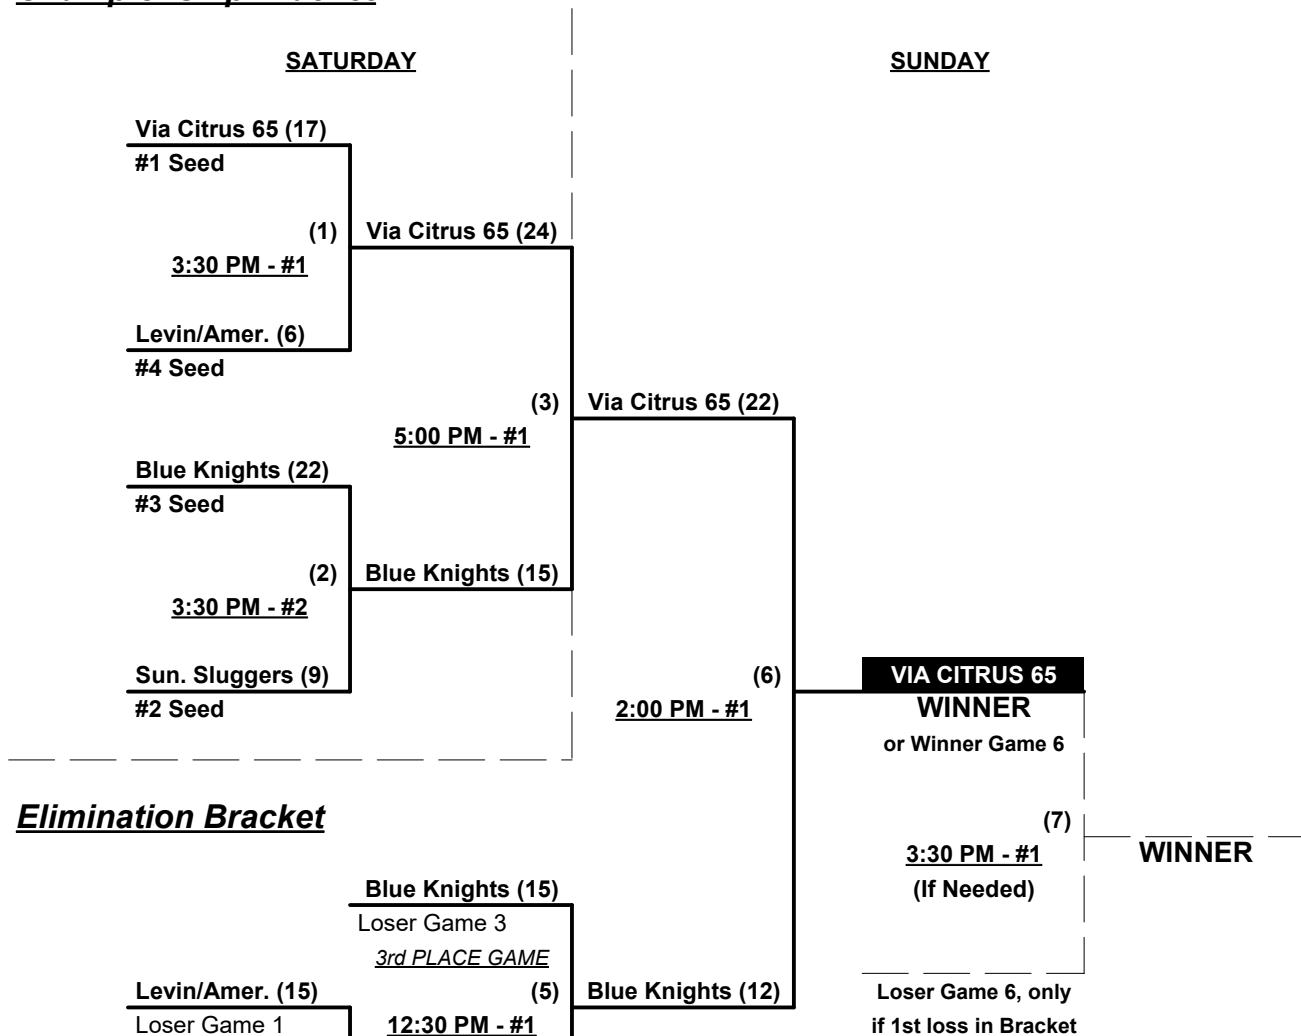 SATURDAY
SUNDAY
Via Citrus 65 (17)
#1 Seed
(1)
Via Citrus 65 (24)
3:30 PM - #1
Levin/Amer. (6)
#4 Seed
(3)
Via Citrus 65 (22)
5:00 PM - #1
Blue Knights (22)
#3 Seed
(2)
Blue Knights (15)
3:30 PM - #2
Sun. Sluggers (9)
#2 Seed
(6)
2:00 PM - #1
VIA CITRUS 65
WINNER
or Winner Game 6
Elimination Bracket
(7)
3:30 PM - #1
(If Needed)
WINNER
Blue Knights (15)
Loser Game 3
3rd PLACE GAME
Levin/Amer. (15)
Loser Game 1
(5)
12:30 PM - #1
Blue Knights (12)
Loser Game 6, only
if 1st loss in Bracket